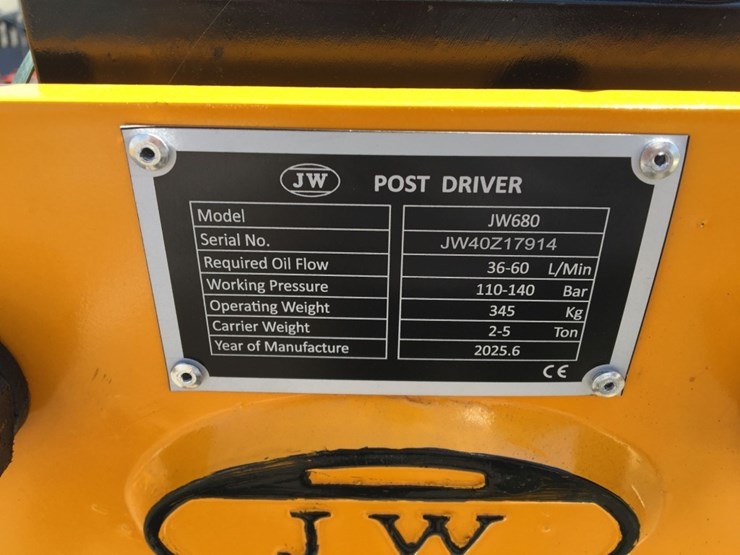 JW POST DRIVER
Model JW680
Serial No. JW40Z17914
Required Oil Flow 36-60 L/Min
Working Pressure 110-140 Bar
Operating Weight 345 Kg
Carrier Weight 2-5 Ton
Year of Manufacture 2025.6
CE
JW